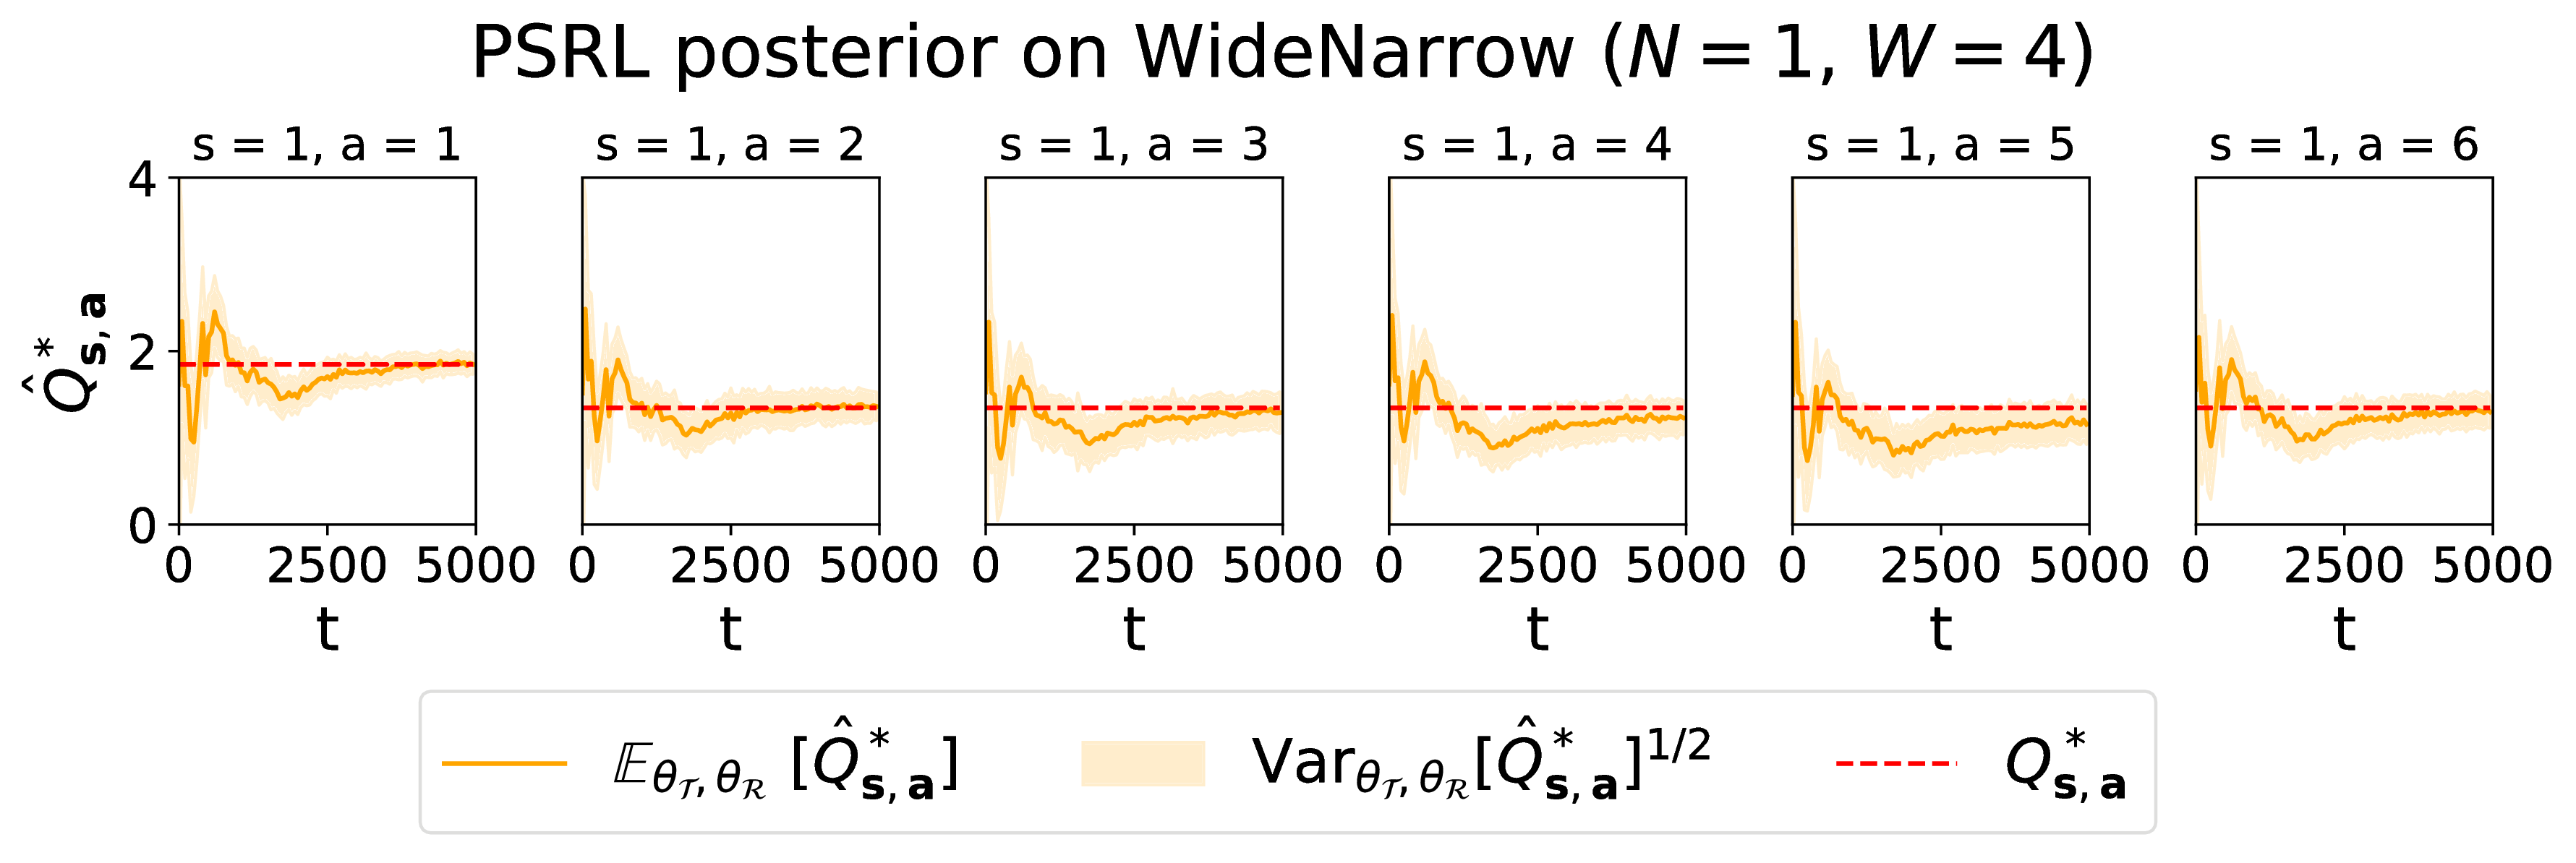 PSRL posterior on WideNarrow (N = 1, W = 4)
s = 1, a = 1 s = 1, a = 2 s = 1, a = 3 s = 1, a = 4 s = 1, a = 5 s = 1, a = 6
4
2
0
Q̂*s, a
0 2500 5000 0 2500 5000 0 2500 5000 0 2500 5000 0 2500 5000 0 2500 5000
t t t t t t
𝔼θ𝒯, θℛ [Q̂*s, a] Varθ𝒯, θℛ[Q̂*s, a]1/2 Q*s, a